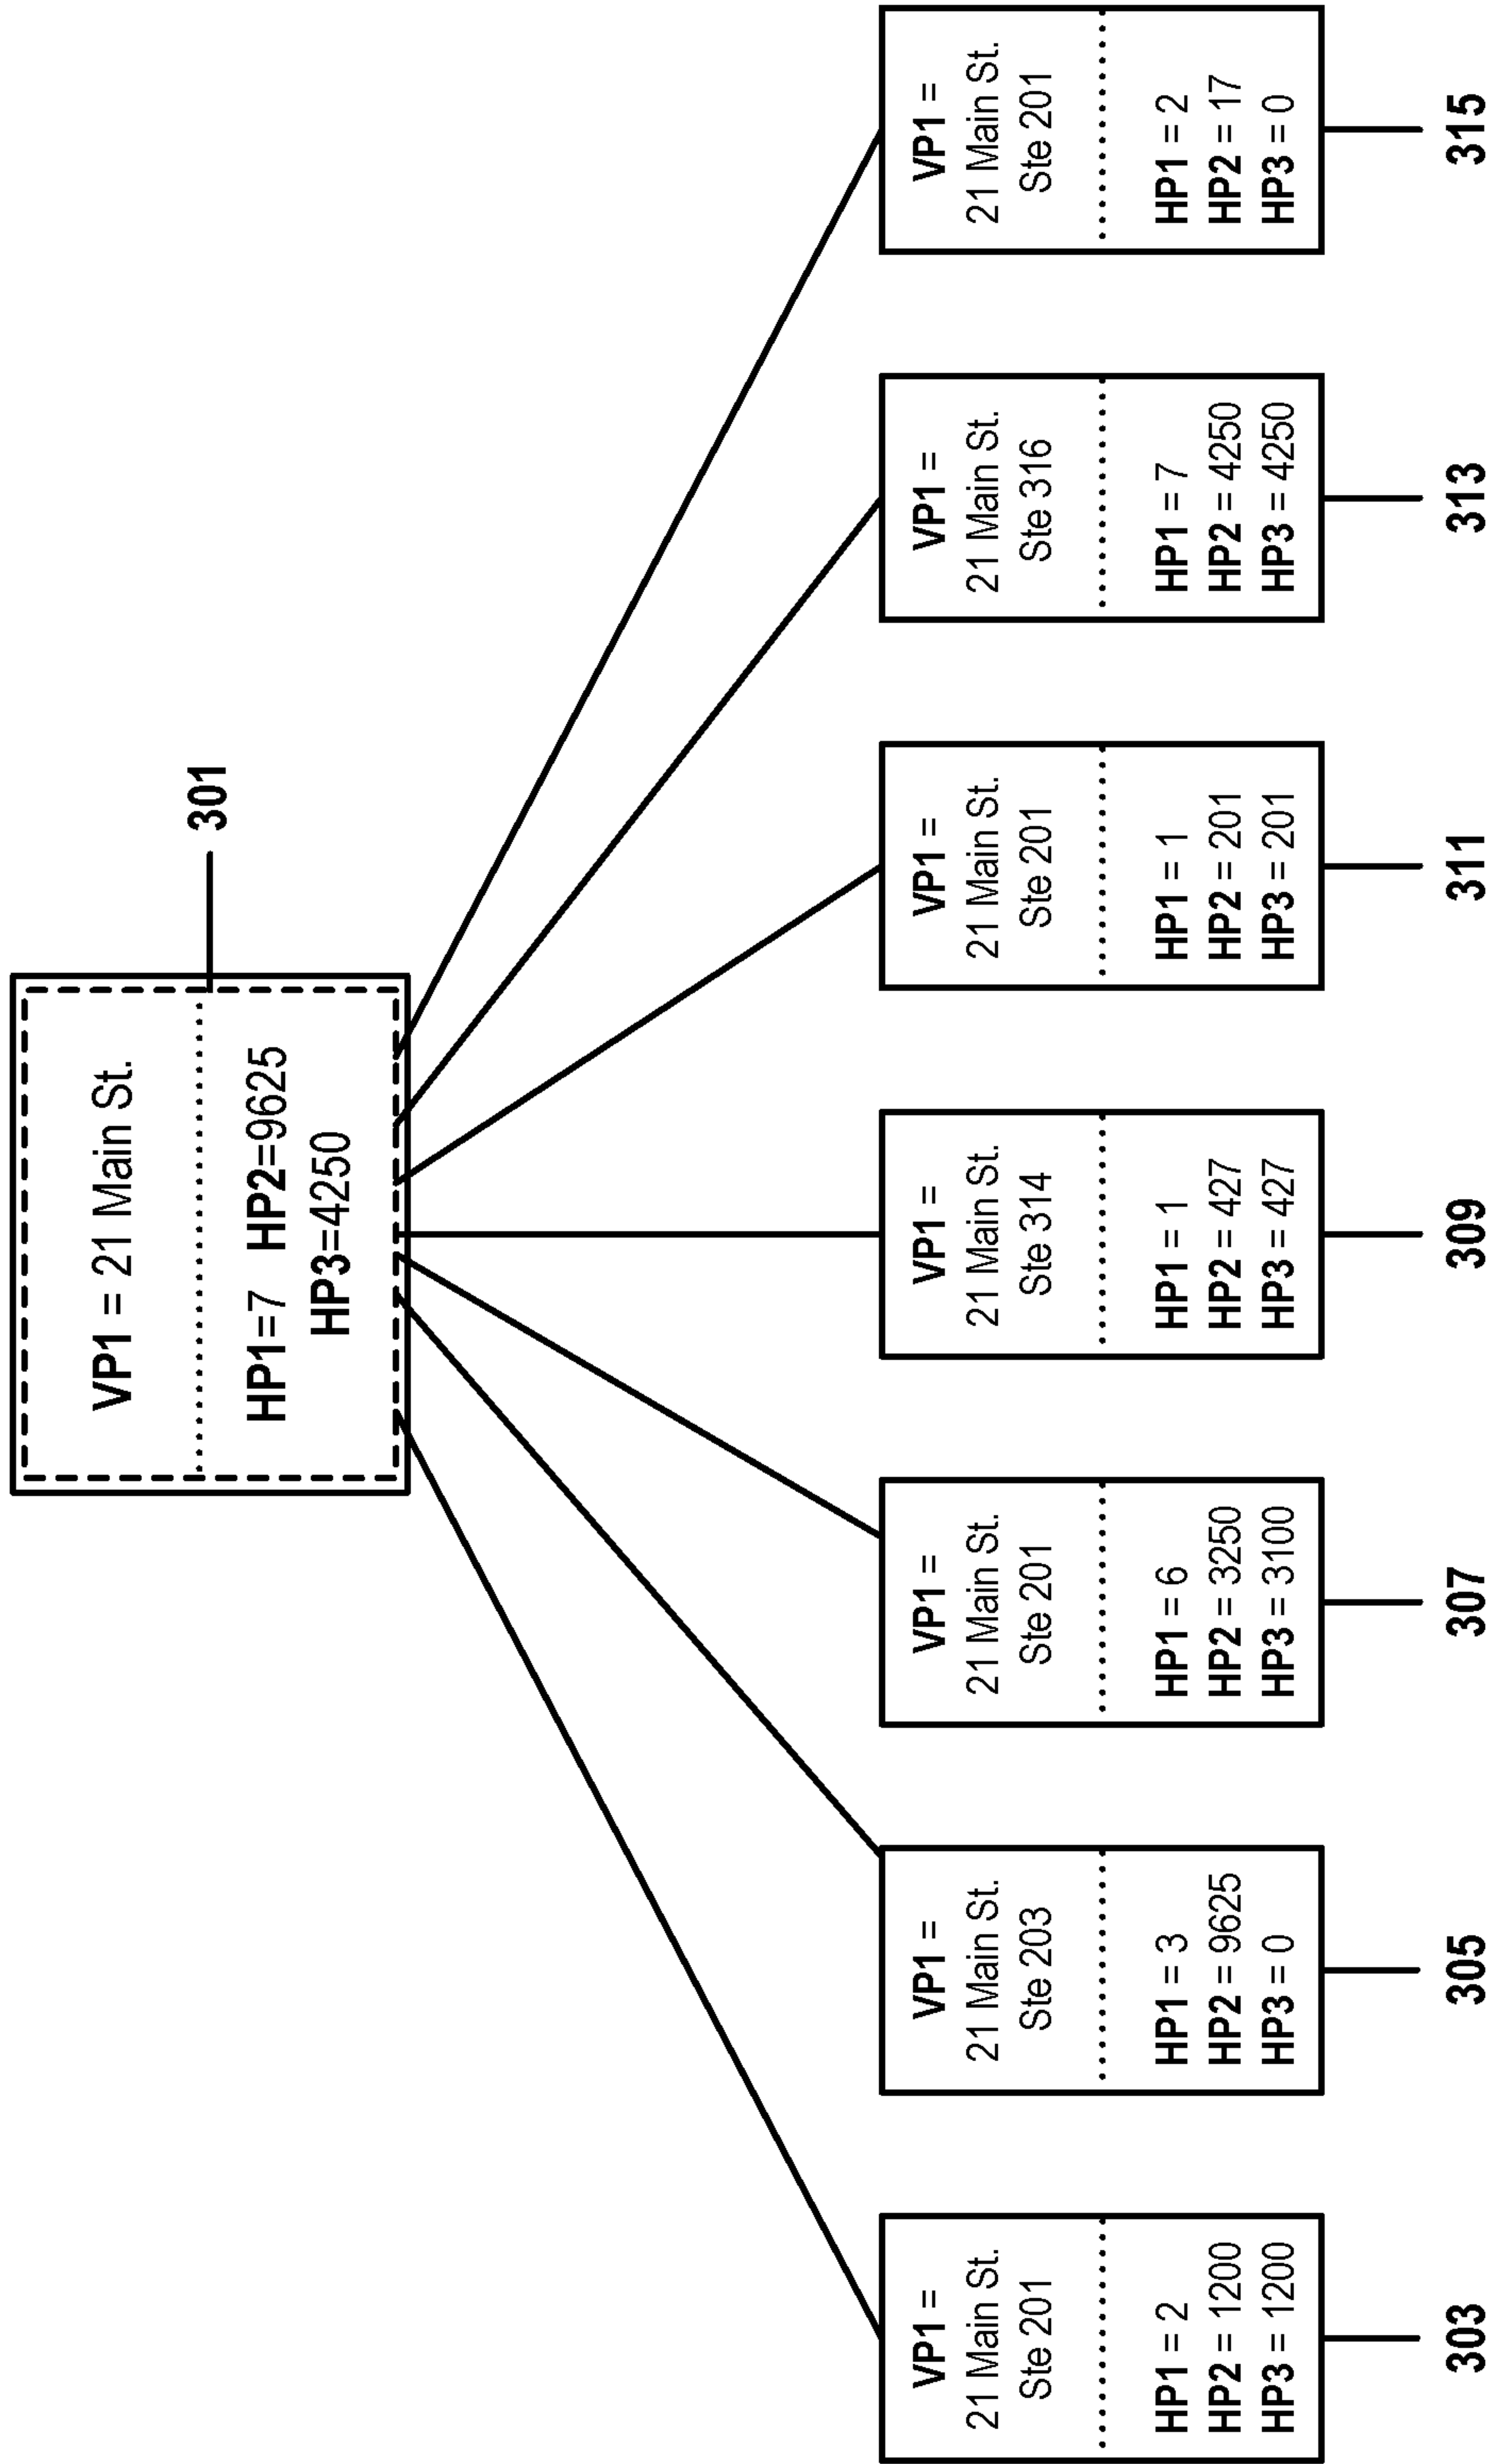 VP1 = 21 Main St.
HP1=7 HP2=9625
HP3=4250
301
VP1 =
21 Main St.
Ste 201
HP1 = 2
HP2 = 1200
HP3 = 1200
303
VP1 =
21 Main St.
Ste 203
HP1 = 3
HP2 = 9625
HP3 = 0
305
VP1 =
21 Main St.
Ste 201
HP1 = 6
HP2 = 3250
HP3 = 3100
307
VP1 =
21 Main St.
Ste 314
HP1 = 1
HP2 = 427
HP3 = 427
309
VP1 =
21 Main St.
Ste 201
HP1 = 1
HP2 = 201
HP3 = 201
311
VP1 =
21 Main St.
Ste 316
HP1 = 7
HP2 = 4250
HP3 = 4250
313
VP1 =
21 Main St.
Ste 201
HP1 = 2
HP2 = 17
HP3 = 0
315